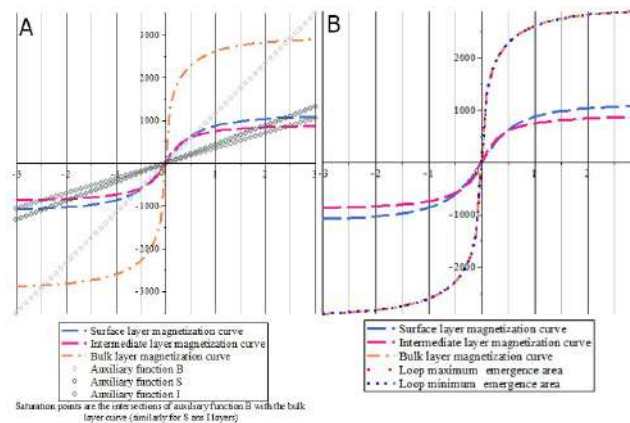 A
B
3000
2000
1000
-3
-2
-1
0
1
2
3
-1000
-2000
-3000
Surface layer magnetization curve
Intermediate layer magnetization curve
Bulk layer magnetization curve
Auxiliary function B
Auxiliary function S
Auxiliary function I
Saturation points are the intersections of auxiliary function B with the bulk
layer curve (similarly for S ans I layers)
2000
1000
-3
-1
0
1
2
-1000
-2000
Surface layer magnetization curve
Intermediate layer magnetization curve
Bulk layer magnetization curve
Loop maximum emergence area
Loop minimum emergence area